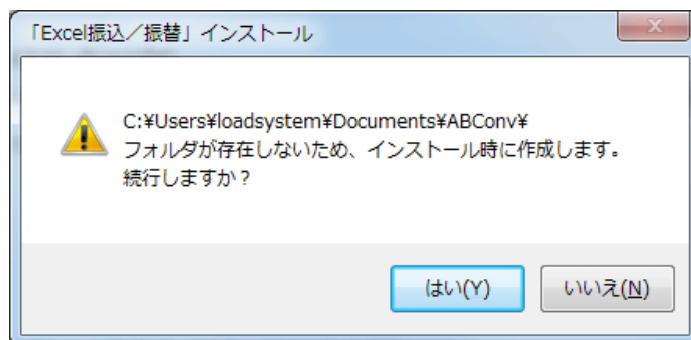 「Excel振込／振替」インストール
C:¥Users¥loadsystem¥Documents¥ABConv¥
フォルダが存在しないため、インストール時に作成します。
続行しますか？
はい(Y) いいえ(N)